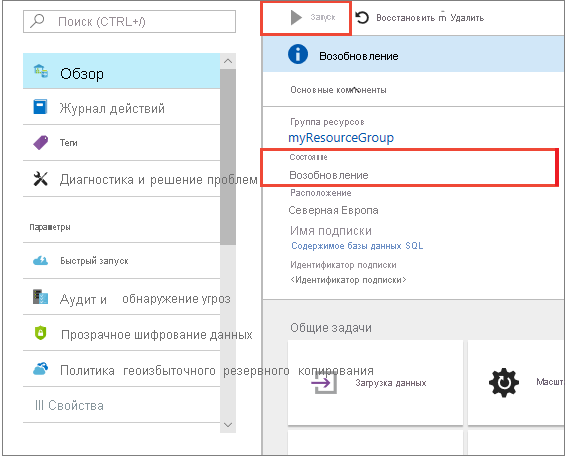 Поиск (CTRL+/)
Обзор
Журнал действий
Теги
Диагностика и решение проблем
Параметры
Быстрый запуск
Аудит и обнаружение угроз
Прозрачное шифрование данных
Политика геоизбыточного резервного копирования
III Свойства
Запуск
Восстановить
Удалить
Возобновление
Основные компоненты
Группа ресурсов
myResourceGroup
Состояние
Возобновление
Расположение
Северная Европа
Имя подписки
Содержимое базы данных SQL
Идентификатор подписки
<Идентификатор подписки>
Общие задачи
Загрузка данных
Масшт